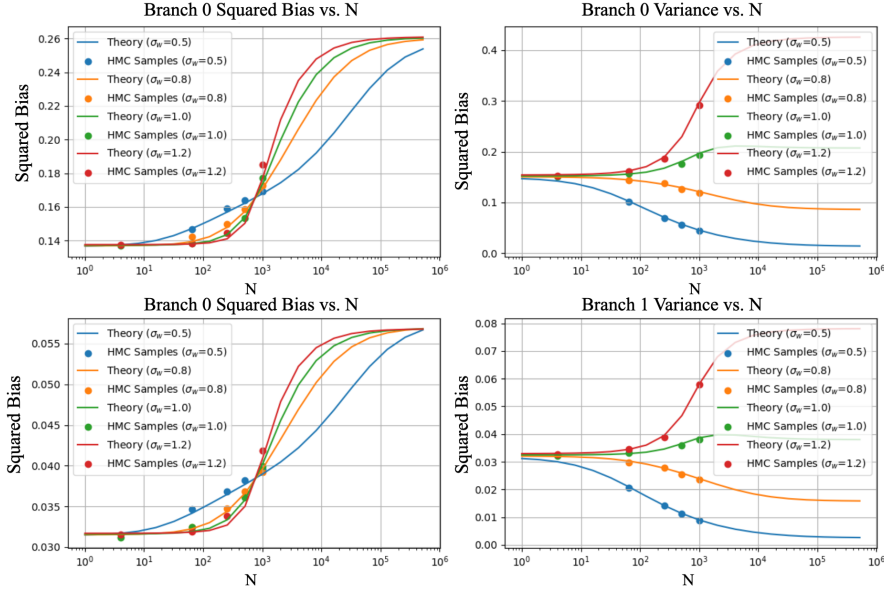 Branch 0 Squared Bias vs. N
Squared Bias
0.26
0.24
0.22
0.20
0.18
0.16
0.14
Theory (σw=0.5)
HMC Samples (σw=0.5)
Theory (σw=0.8)
HMC Samples (σw=0.8)
Theory (σw=1.0)
HMC Samples (σw=1.0)
Theory (σw=1.2)
HMC Samples (σw=1.2)
10⁰ 10¹ 10² 10³ 10⁴ 10⁵ 10⁶
N
Branch 0 Variance vs. N
Squared Bias
0.4
0.3
0.2
0.1
0.0
Theory (σw=0.5)
HMC Samples (σw=0.5)
Theory (σw=0.8)
HMC Samples (σw=0.8)
Theory (σw=1.0)
HMC Samples (σw=1.0)
Theory (σw=1.2)
HMC Samples (σw=1.2)
10⁰ 10¹ 10² 10³ 10⁴ 10⁵ 10⁶
N
Branch 0 Squared Bias vs. N
Squared Bias
0.055
0.050
0.045
0.040
0.035
0.030
Theory (σw=0.5)
HMC Samples (σw=0.5)
Theory (σw=0.8)
HMC Samples (σw=0.8)
Theory (σw=1.0)
HMC Samples (σw=1.0)
Theory (σw=1.2)
HMC Samples (σw=1.2)
10⁰ 10¹ 10² 10³ 10⁴ 10⁵ 10⁶
N
Branch 1 Variance vs. N
Squared Bias
0.08
0.07
0.06
0.05
0.04
0.03
0.02
0.01
0.00
Theory (σw=0.5)
HMC Samples (σw=0.5)
Theory (σw=0.8)
HMC Samples (σw=0.8)
Theory (σw=1.0)
HMC Samples (σw=1.0)
Theory (σw=1.2)
HMC Samples (σw=1.2)
10⁰ 10¹ 10² 10³ 10⁴ 10⁵ 10⁶
N